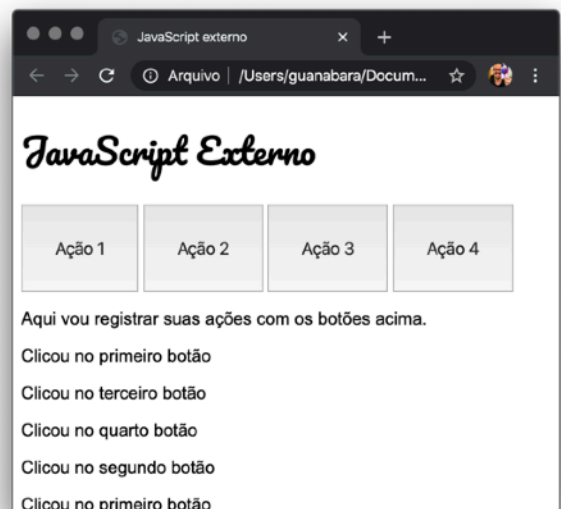 JavaScript externo
Arquivo | /Users/guanabara/Docum...
JavaScript Externo
Ação 1 Ação 2 Ação 3 Ação 4
Aqui vou registrar suas ações com os botões acima.
Clicou no primeiro botão
Clicou no terceiro botão
Clicou no quarto botão
Clicou no segundo botão
Clicou no primeiro botão